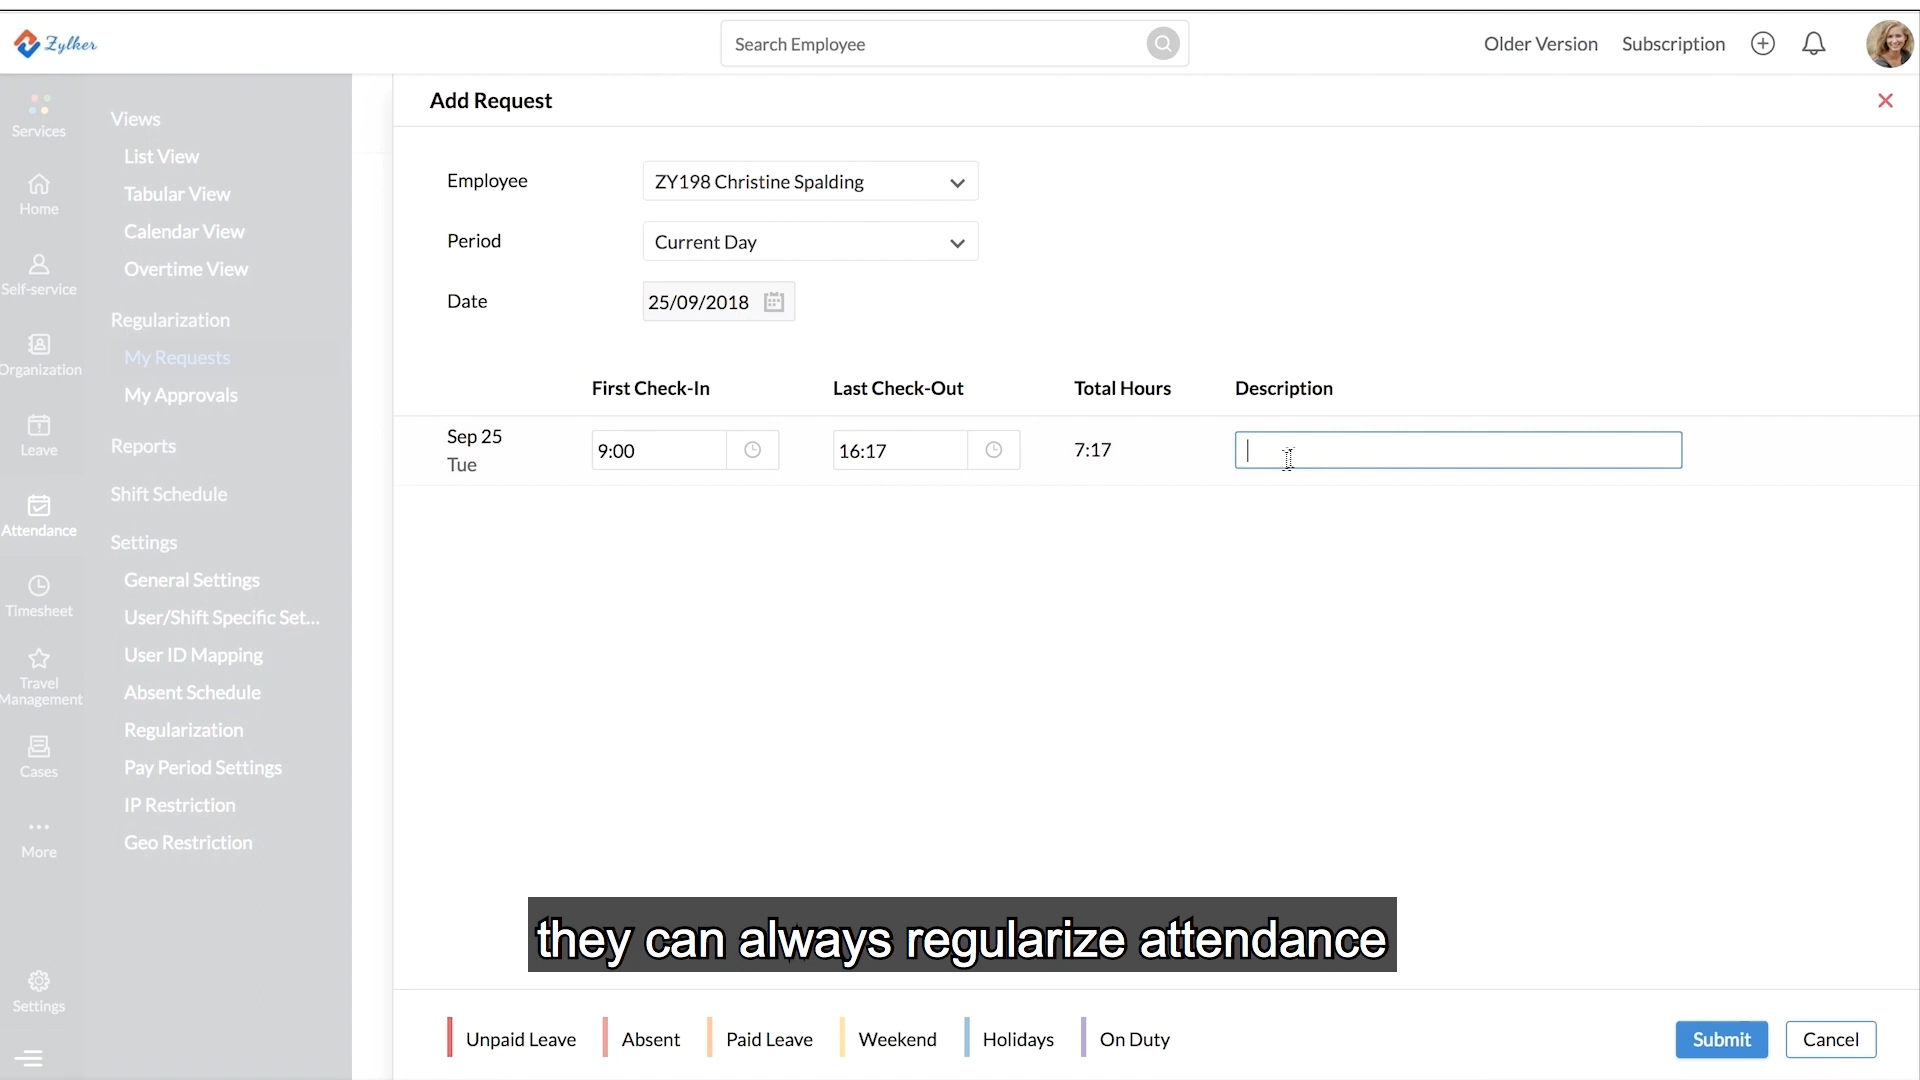 Zylker
Search Employee
Older Version
Subscription
Services
Home
Self-service
Organization
Leave
Attendance
Timesheet
Travel
Management
Cases
More
Settings
Views
List View
Tabular View
Calendar View
Overtime View
Regularization
My Requests
My Approvals
Reports
Shift Schedule
Settings
General Settings
User/Shift Specific Set...
User ID Mapping
Absent Schedule
Regularization
Pay Period Settings
IP Restriction
Geo Restriction
Add Request
Employee ZY198 Christine Spalding
Period Current Day
Date 25/09/2018
First Check-In Last Check-Out Total Hours Description
Sep 25 9:00 16:17 7:17
Tue
they can always regularize attendance
Unpaid Leave Absent Paid Leave Weekend Holidays On Duty
Submit Cancel